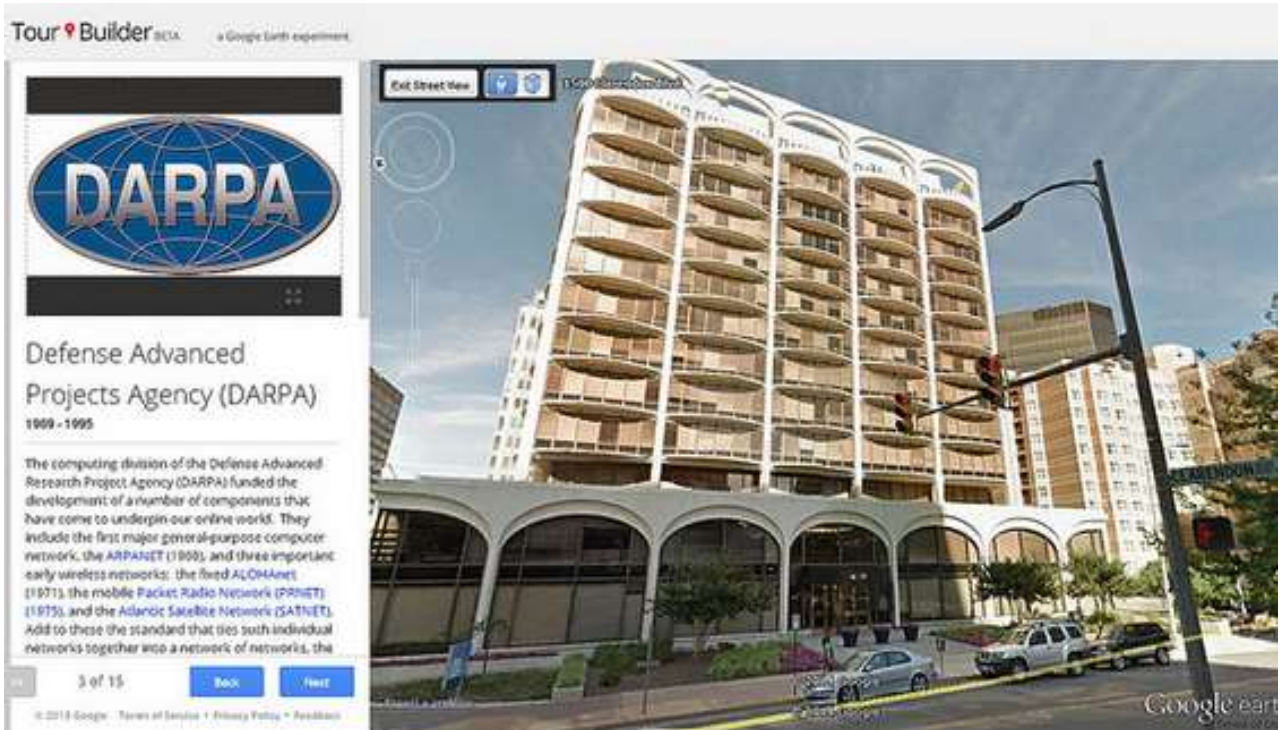 Tour Builder BETA a Google Earth experiment
Exit Street View
DARPA
Defense Advanced
Projects Agency (DARPA)
1969 - 1995
The computing division of the Defense Advanced
Research Project Agency (DARPA) funded the
development of a number of components that
have come to underpin our online world. They
include the first major general-purpose computer
network, the ARPANET (1969), and three important
early wireless networks: the fixed ALOHAnet
(1971), the mobile Packet Radio Network (PRNET)
(1975), and the Atlantic Satellite Network (SATNET).
Add to these the standard that ties such individual
networks together into a network of networks, the
3 of 15 Back Next
© 2013 Google Terms of Service • Privacy Policy • Feedback
CLARENDON
Google eart